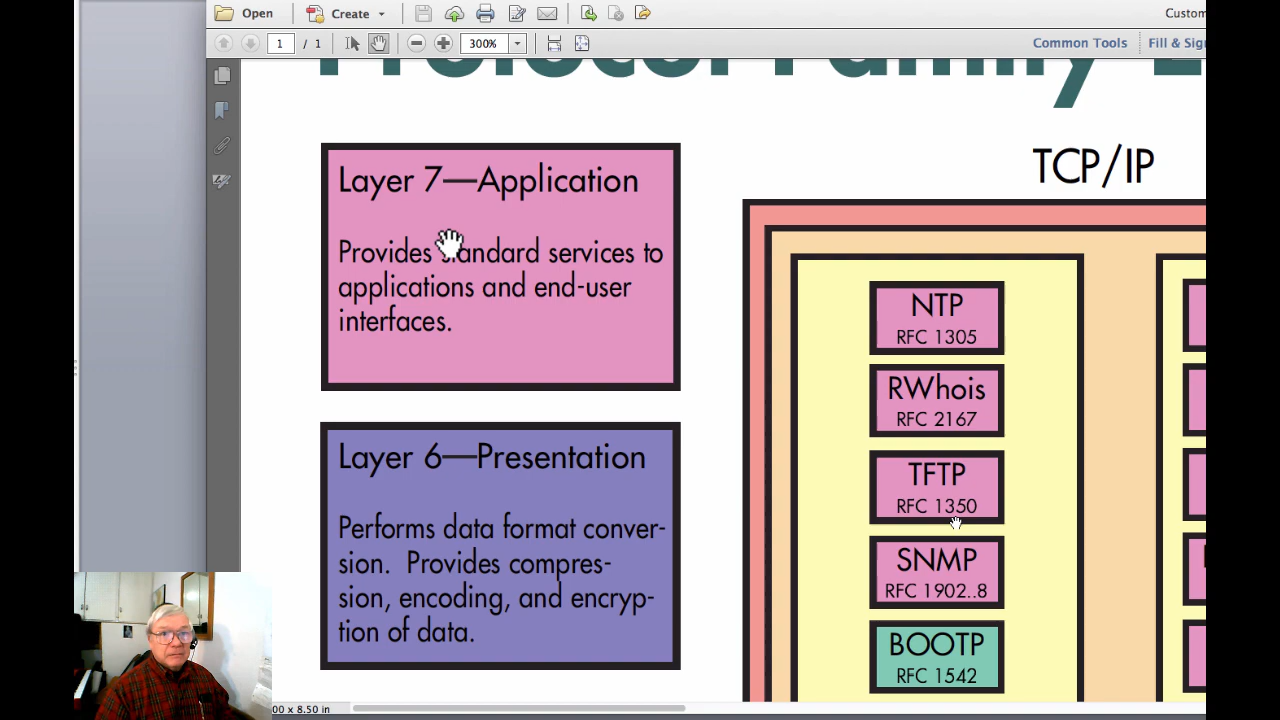 Open
Create
Custom
1 / 1
300%
Common Tools
Fill & Sig
Protocol Family E
Layer 7—Application
Provides standard services to
applications and end-user
interfaces.
Layer 6—Presentation
Performs data format conver-
sion. Provides compres-
sion, encoding, and encryp-
tion of data.
TCP/IP
NTP
RFC 1305
RWhois
RFC 2167
TFTP
RFC 1350
SNMP
RFC 1902..8
BOOTP
RFC 1542
00 x 8.50 in